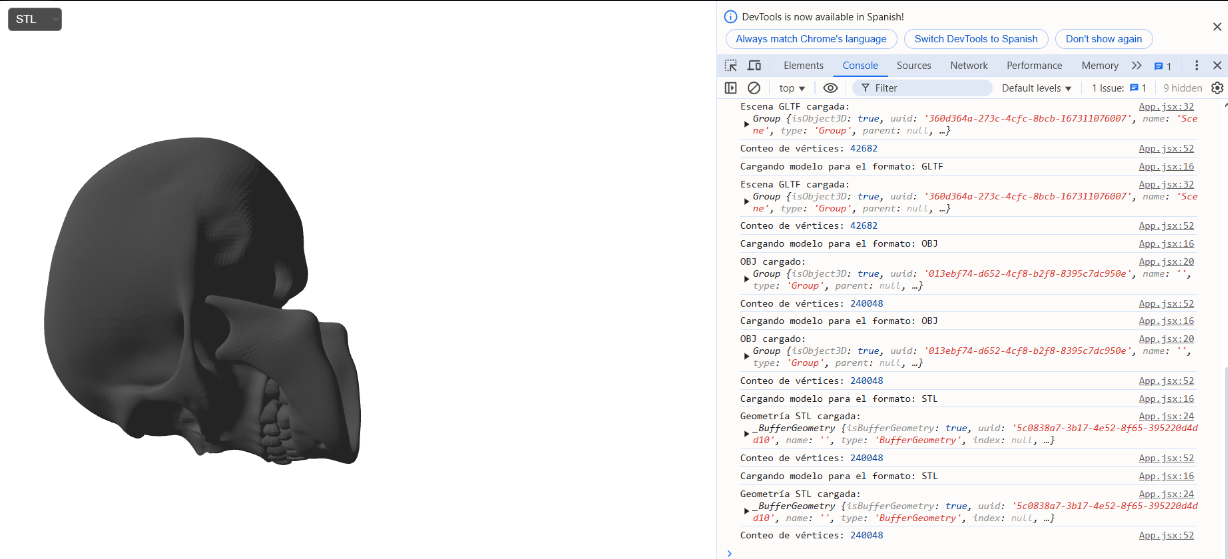 STL
DevTools is now available in Spanish!
Always match Chrome's language
Switch DevTools to Spanish
Don't show again
Elements Console Sources Network Performance Memory 1
top Filter Default levels 1 Issue: 1 9 hidden
Escena GLTF cargada: App.jsx:32
Group {isObject3D: true, uuid: '360d364a-273c-4cfc-8bcb-167311076007', name: 'Sce
ne', type: 'Group', parent: null, …}
Conteo de vértices: 42682 App.jsx:52
Cargando modelo para el formato: GLTF App.jsx:16
Escena GLTF cargada: App.jsx:32
Group {isObject3D: true, uuid: '360d364a-273c-4cfc-8bcb-167311076007', name: 'Sce
ne', type: 'Group', parent: null, …}
Conteo de vértices: 42682 App.jsx:52
Cargando modelo para el formato: OBJ App.jsx:16
OBJ cargado: App.jsx:20
Group {isObject3D: true, uuid: '013ebf74-d652-4cf8-b2f8-8395c7dc950e', name: '',
type: 'Group', parent: null, …}
Conteo de vértices: 240048 App.jsx:52
Cargando modelo para el formato: OBJ App.jsx:16
OBJ cargado: App.jsx:20
Group {isObject3D: true, uuid: '013ebf74-d652-4cf8-b2f8-8395c7dc950e', name: '',
type: 'Group', parent: null, …}
Conteo de vértices: 240048 App.jsx:52
Cargando modelo para el formato: STL App.jsx:16
Geometría STL cargada: App.jsx:24
_BufferGeometry {isBufferGeometry: true, uuid: '5c0838a7-3b17-4e52-8f65-395220d4d
d10', name: '', type: 'BufferGeometry', index: null, …}
Conteo de vértices: 240048 App.jsx:52
Cargando modelo para el formato: STL App.jsx:16
Geometría STL cargada: App.jsx:24
_BufferGeometry {isBufferGeometry: true, uuid: '5c0838a7-3b17-4e52-8f65-395220d4d
d10', name: '', type: 'BufferGeometry', index: null, …}
Conteo de vértices: 240048 App.jsx:52